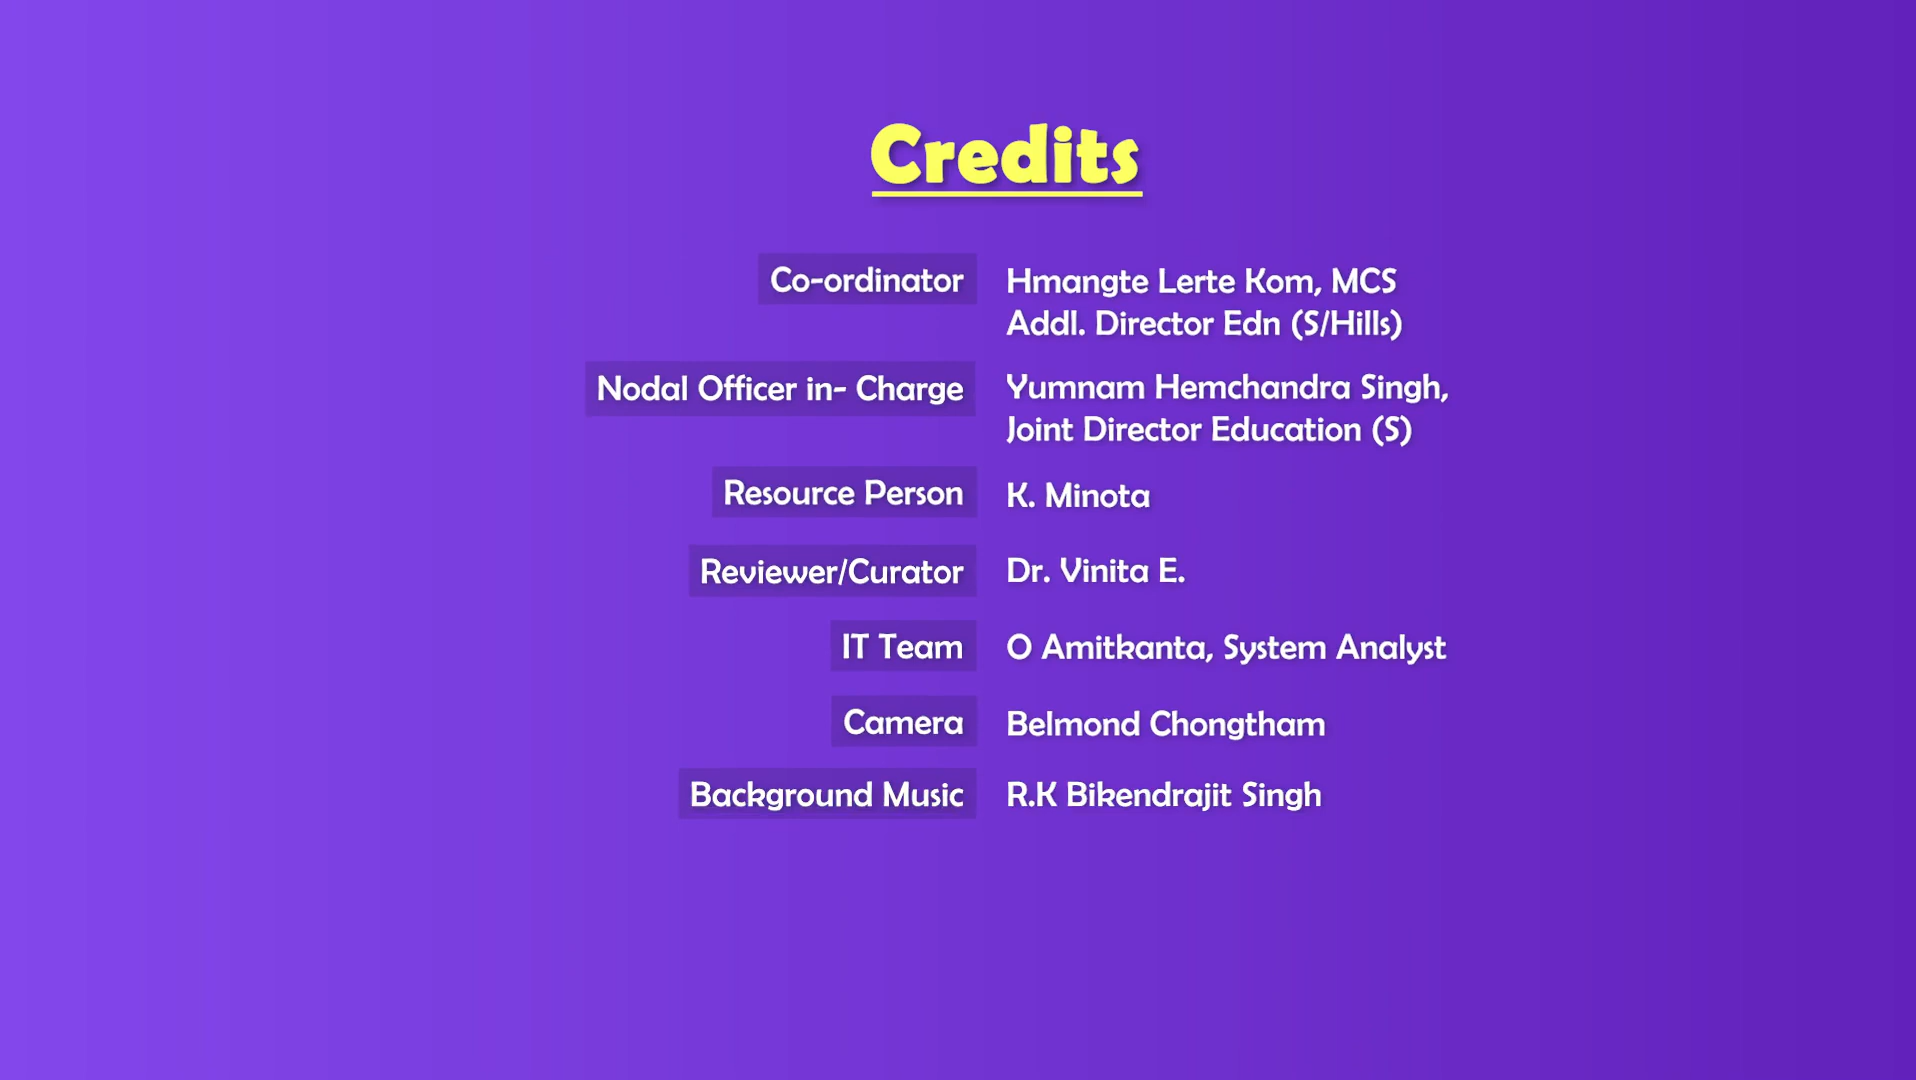 Credits
Co-ordinator Hmangte Lerte Kom, MCS
Addl. Director Edn (S/Hills)
Nodal Officer in- Charge Yumnam Hemchandra Singh,
Joint Director Education (S)
Resource Person K. Minota
Reviewer/Curator Dr. Vinita E.
IT Team O Amitkanta, System Analyst
Camera Belmond Chongtham
Background Music R.K Bikendrajit Singh